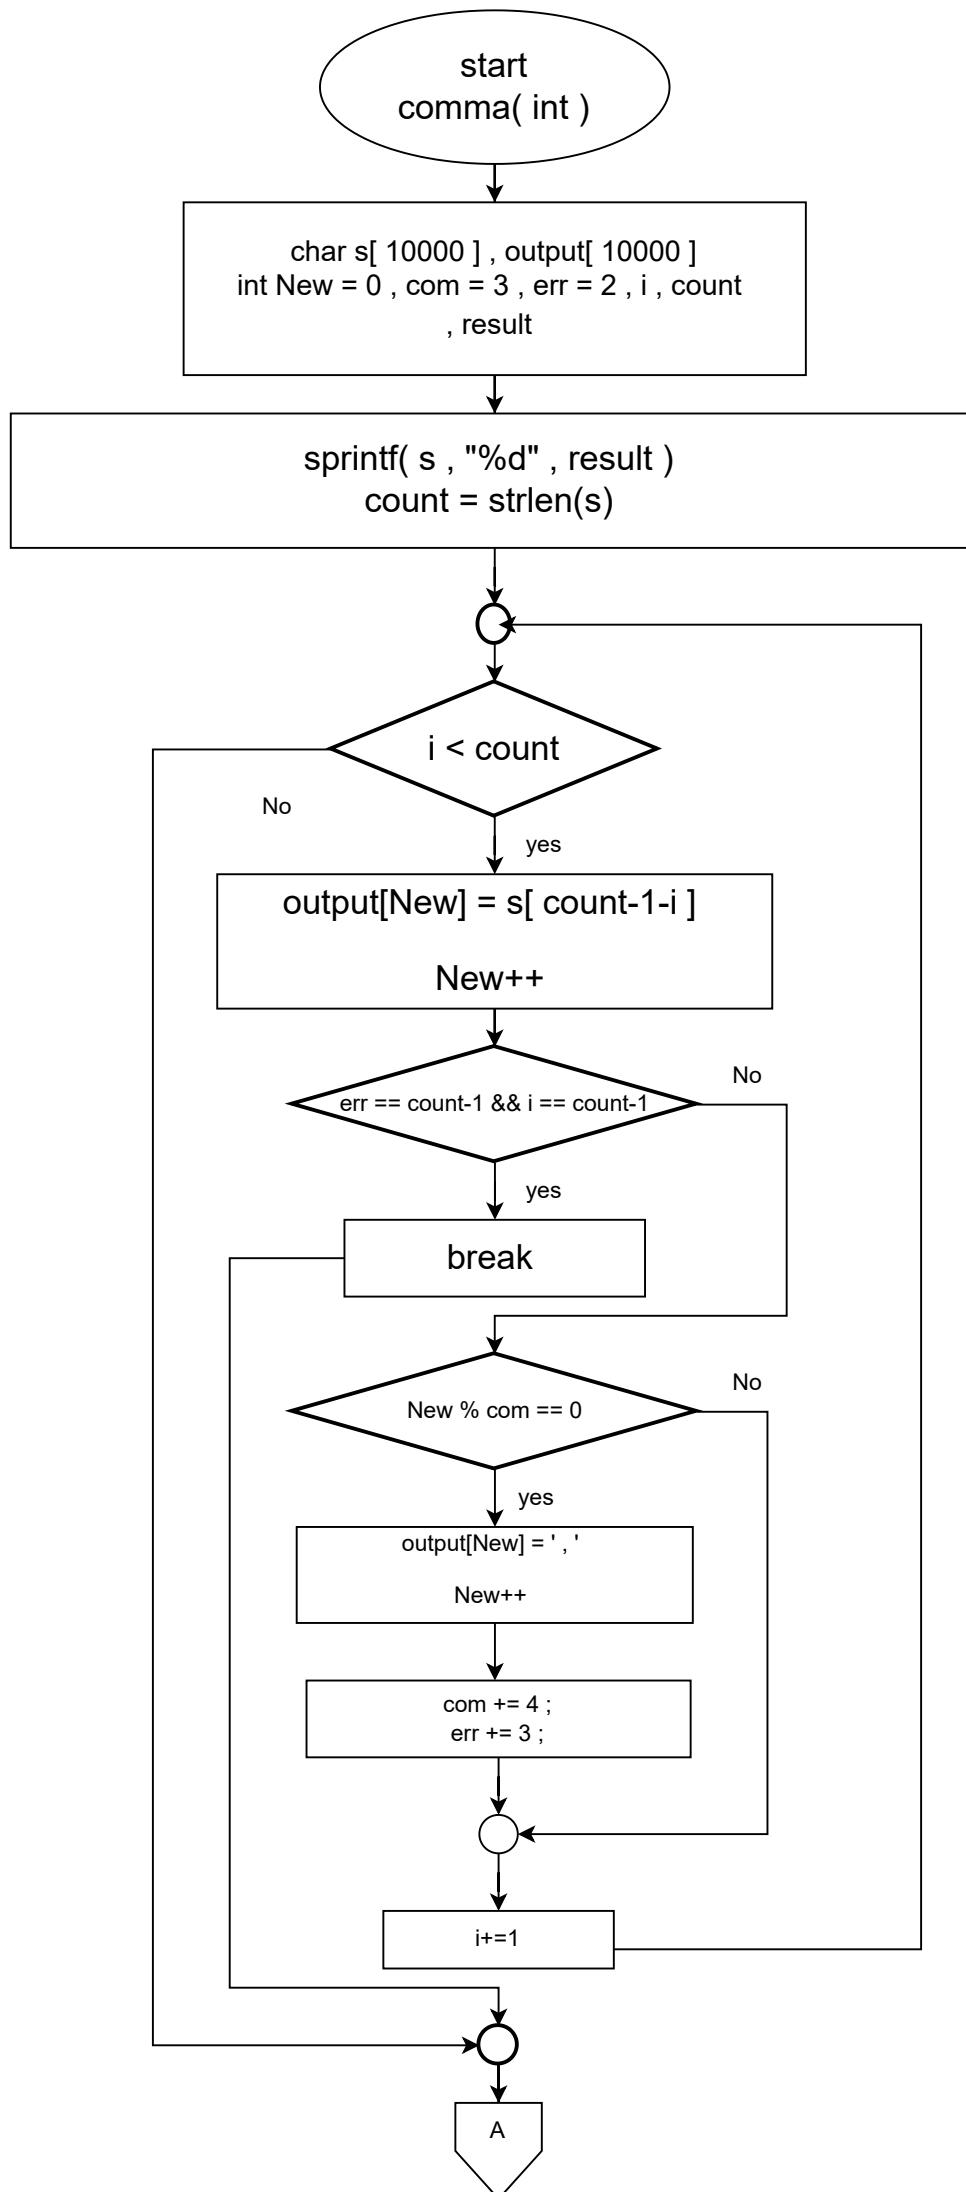 start
comma( int )
char s[ 10000 ] , output[ 10000 ]
int New = 0 , com = 3 , err = 2 , i , count
, result
sprintf( s , "%d" , result )
count = strlen(s)
i < count
No
yes
output[New] = s[ count-1-i ]
New++
No
err == count-1 && i == count-1
yes
break
No
New % com == 0
yes
output[New] = ' , '
New++
com += 4 ;
err += 3 ;
i+=1
A